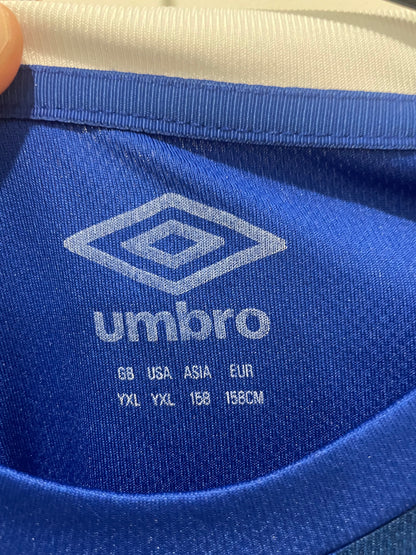 umbro
GB USA ASIA EUR
YXL YXL 158 158CM